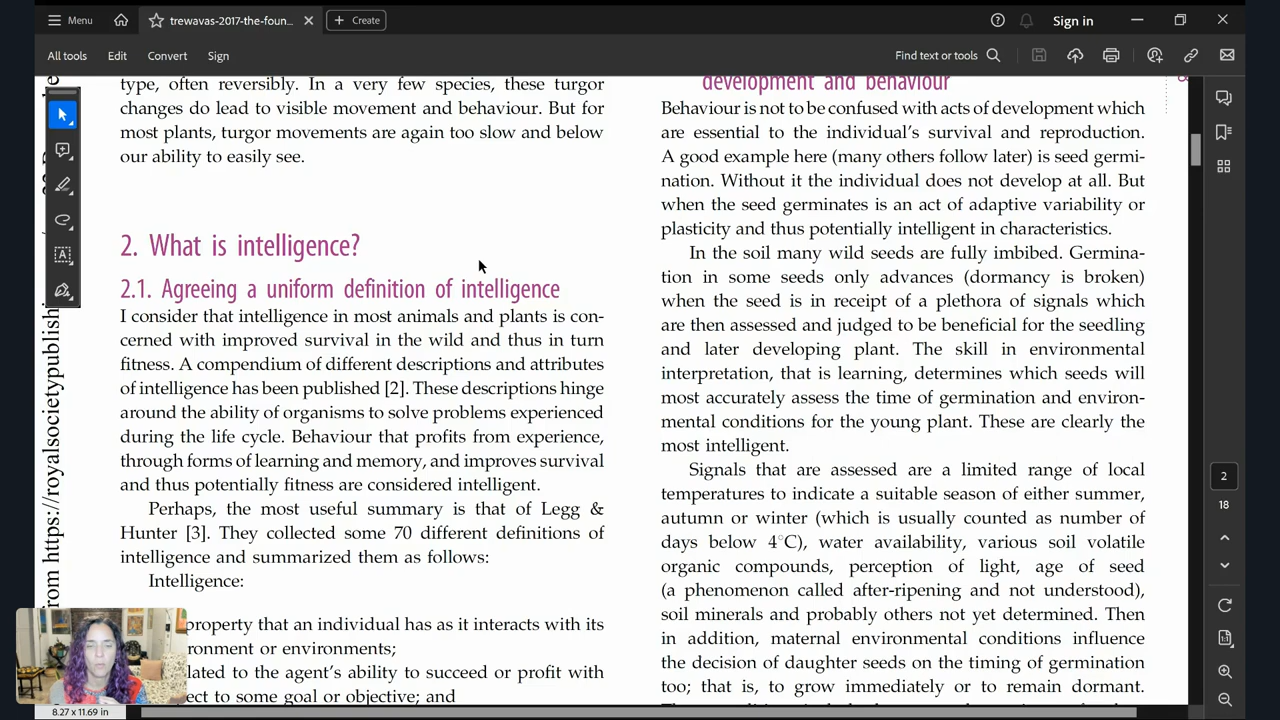 Menu
trewavas-2017-the-foun...
Create
Sign in
All tools
Edit
Convert
Sign
Find text or tools
type, often reversibly. In a very few species, these turgor
changes do lead to visible movement and behaviour. But for
most plants, turgor movements are again too slow and below
our ability to easily see.
2. What is intelligence?
2.1. Agreeing a uniform definition of intelligence
I consider that intelligence in most animals and plants is con-
cerned with improved survival in the wild and thus in turn
fitness. A compendium of different descriptions and attributes
of intelligence has been published [2]. These descriptions hinge
around the ability of organisms to solve problems experienced
during the life cycle. Behaviour that profits from experience,
through forms of learning and memory, and improves survival
and thus potentially fitness are considered intelligent.
Perhaps, the most useful summary is that of Legg &
Hunter [3]. They collected some 70 different definitions of
intelligence and summarized them as follows:
Intelligence:
property that an individual has as it interacts with its
ronment or environments;
lated to the agent's ability to succeed or profit with
ect to some goal or objective; and
development and behaviour
Behaviour is not to be confused with acts of development which
are essential to the individual's survival and reproduction.
A good example here (many others follow later) is seed germi-
nation. Without it the individual does not develop at all. But
when the seed germinates is an act of adaptive variability or
plasticity and thus potentially intelligent in characteristics.
In the soil many wild seeds are fully imbibed. Germina-
tion in some seeds only advances (dormancy is broken)
when the seed is in receipt of a plethora of signals which
are then assessed and judged to be beneficial for the seedling
and later developing plant. The skill in environmental
interpretation, that is learning, determines which seeds will
most accurately assess the time of germination and environ-
mental conditions for the young plant. These are clearly the
most intelligent.
Signals that are assessed are a limited range of local
temperatures to indicate a suitable season of either summer,
autumn or winter (which is usually counted as number of
days below 4°C), water availability, various soil volatile
organic compounds, perception of light, age of seed
(a phenomenon called after-ripening and not understood),
soil minerals and probably others not yet determined. Then
in addition, maternal environmental conditions influence
the decision of daughter seeds on the timing of germination
too; that is, to grow immediately or to remain dormant.
rom https://royalsocietypublish
2
18
8.27 x 11.69 in